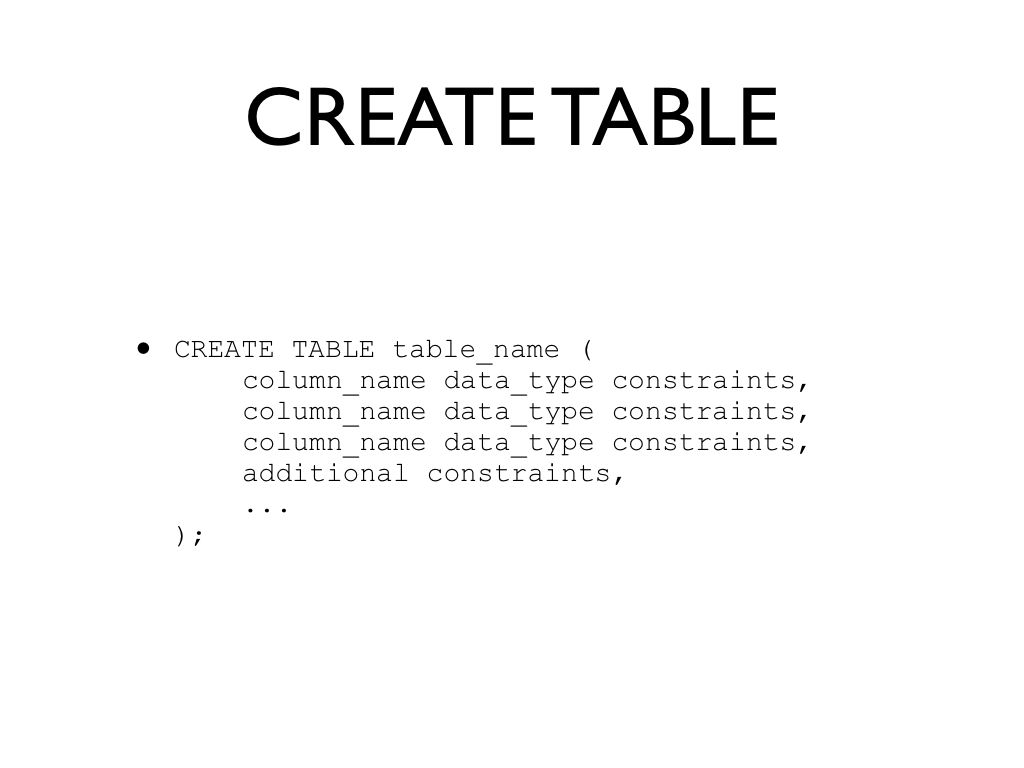 CREATE TABLE
• CREATE TABLE table_name (
column_name data_type constraints,
column_name data_type constraints,
column_name data_type constraints,
additional constraints,
...
);